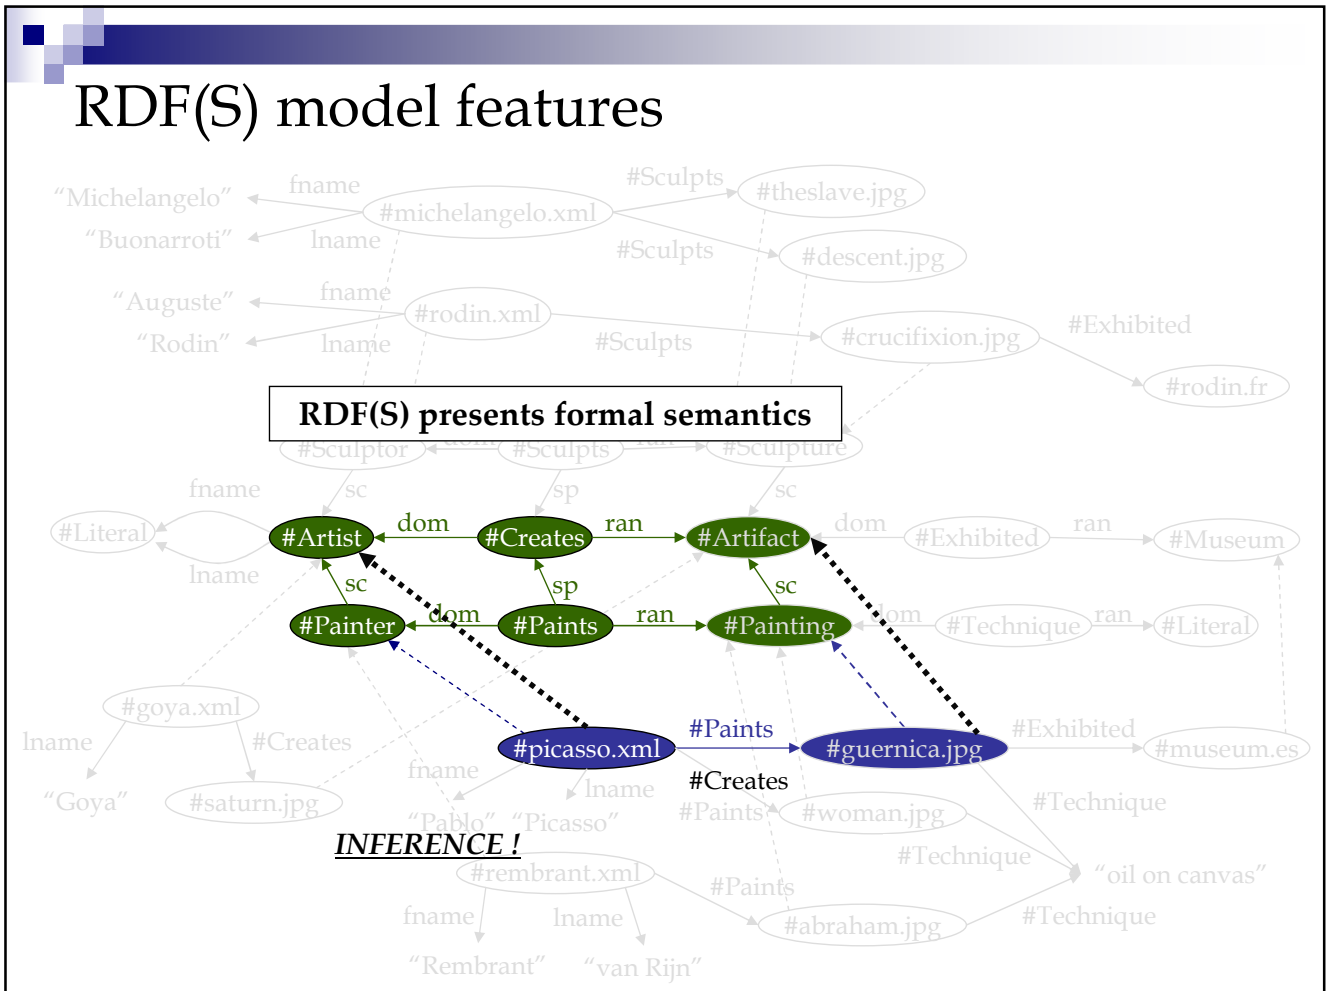 RDF(S) model features
“Michelangelo” fname #michelangelo.xml #Sculpts #theslave.jpg
“Buonarroti” lname #Sculpts #descent.jpg
“Auguste” fname #rodin.xml #Exhibited
“Rodin” lname #Sculpts #crucifixion.jpg
#rodin.fr
RDF(S) presents formal semantics
#Sculptor dom #Sculpts ran #Sculpture
fname sc sp sc
#Literal #Artist dom #Creates ran #Artifact dom #Exhibited ran #Museum
lname sc sp sc
#Painter dom #Paints ran #Painting dom #Technique ran #Literal
#goya.xml
lname #Creates #picasso.xml #Paints #guernica.jpg #Exhibited #museum.es
fname lname #Creates
“Goya” #saturn.jpg “Pablo” “Picasso” #Paints #woman.jpg #Technique
INFERENCE !
#Technique
#rembrant.xml #Paints “oil on canvas”
fname lname #abraham.jpg #Technique
“Rembrant” “van Rijn”